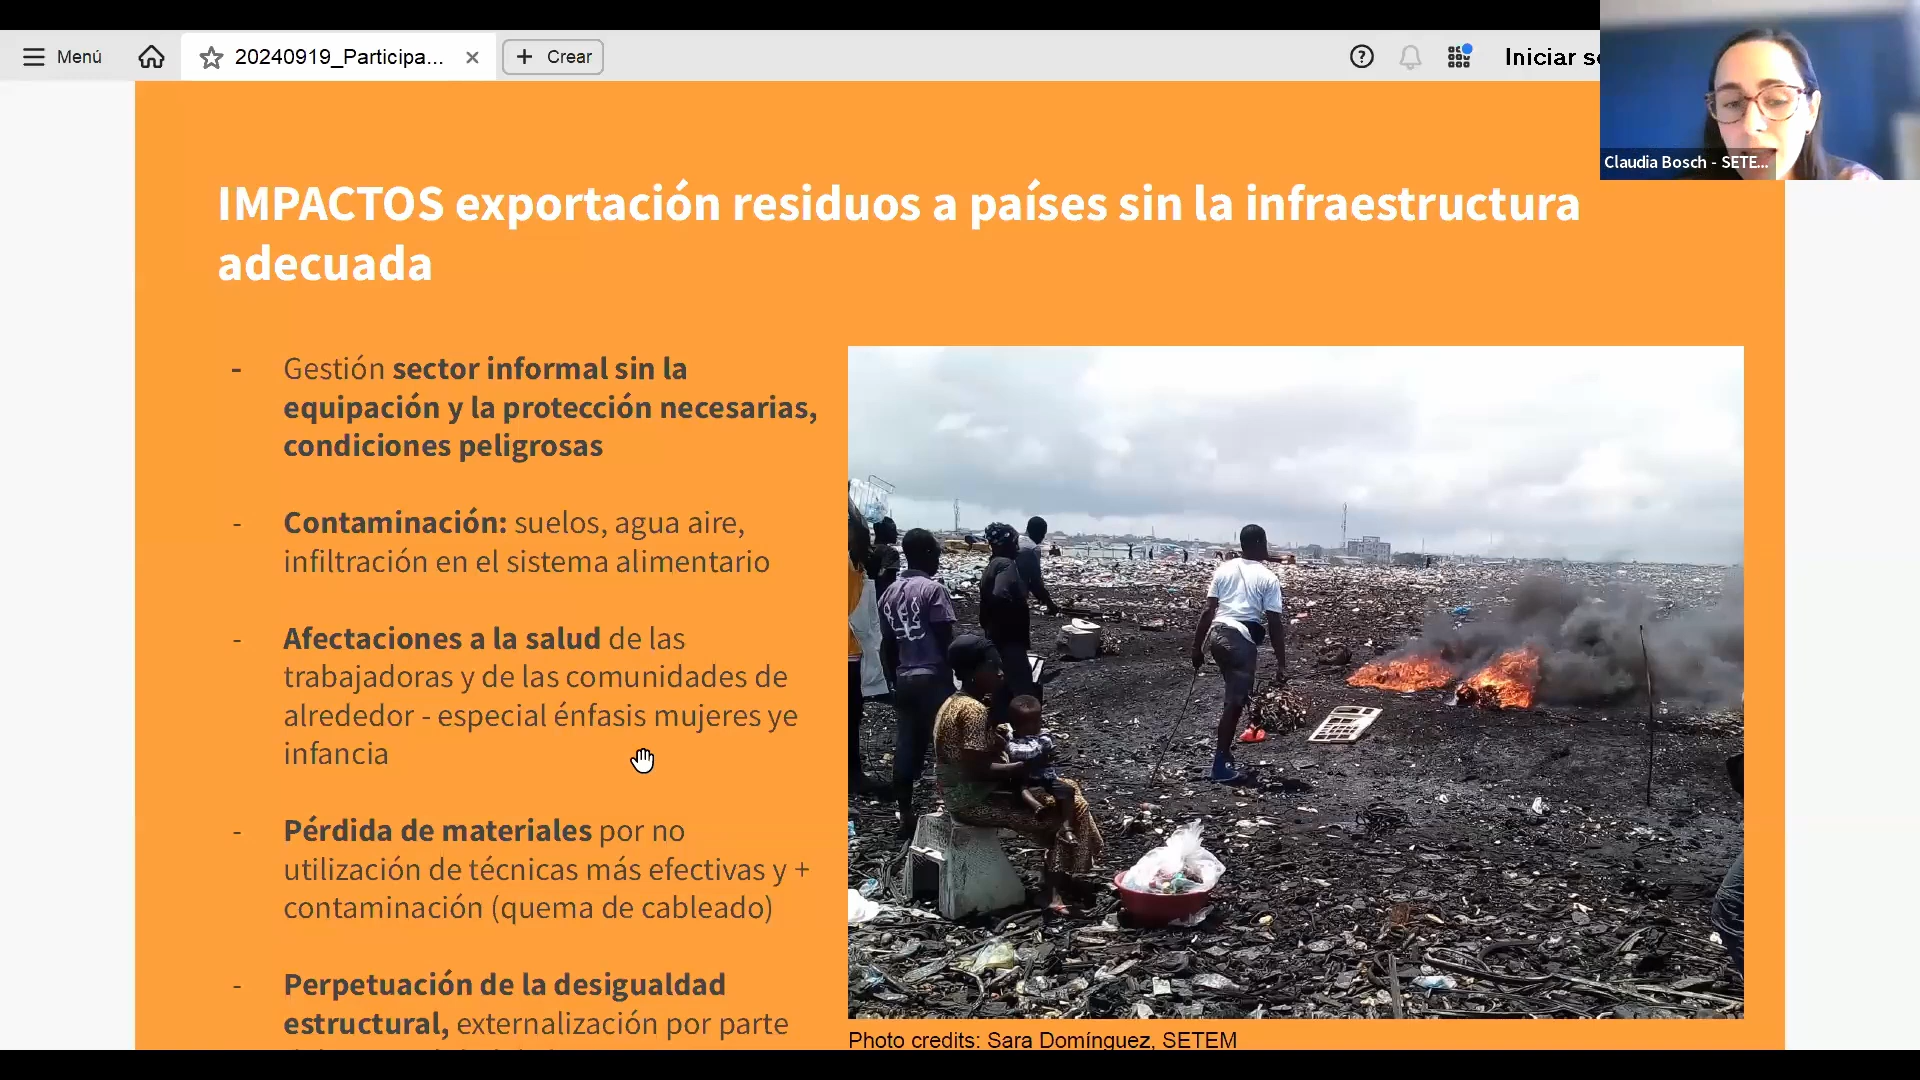 Menú
20240919_Participa...
Crear
Iniciar se
Claudia Bosch - SETE...
IMPACTOS exportación residuos a países sin la infraestructura
adecuada
- Gestión sector informal sin la
equipación y la protección necesarias,
condiciones peligrosas
- Contaminación: suelos, agua aire,
infiltración en el sistema alimentario
- Afectaciones a la salud de las
trabajadoras y de las comunidades de
alrededor - especial énfasis mujeres ye
infancia
- Pérdida de materiales por no
utilización de técnicas más efectivas y +
contaminación (quema de cableado)
- Perpetuación de la desigualdad
estructural, externalización por parte
Photo credits: Sara Domínguez, SETEM